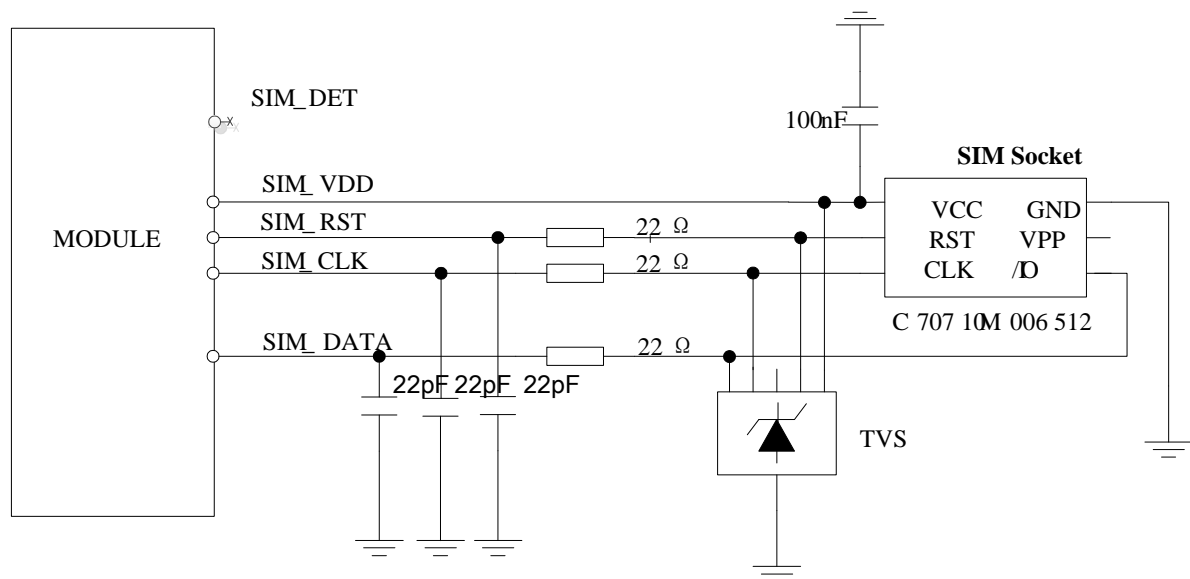 SIM_DET
100nF
SIM Socket
SIM_ VDD
VCC GND
MODULE
SIM_ RST
22 Ω
RST VPP
SIM_ CLK
22 Ω
CLK /IO
C 707 10M 006 512
SIM_ DATA
22 Ω
22pF 22pF 22pF
TVS